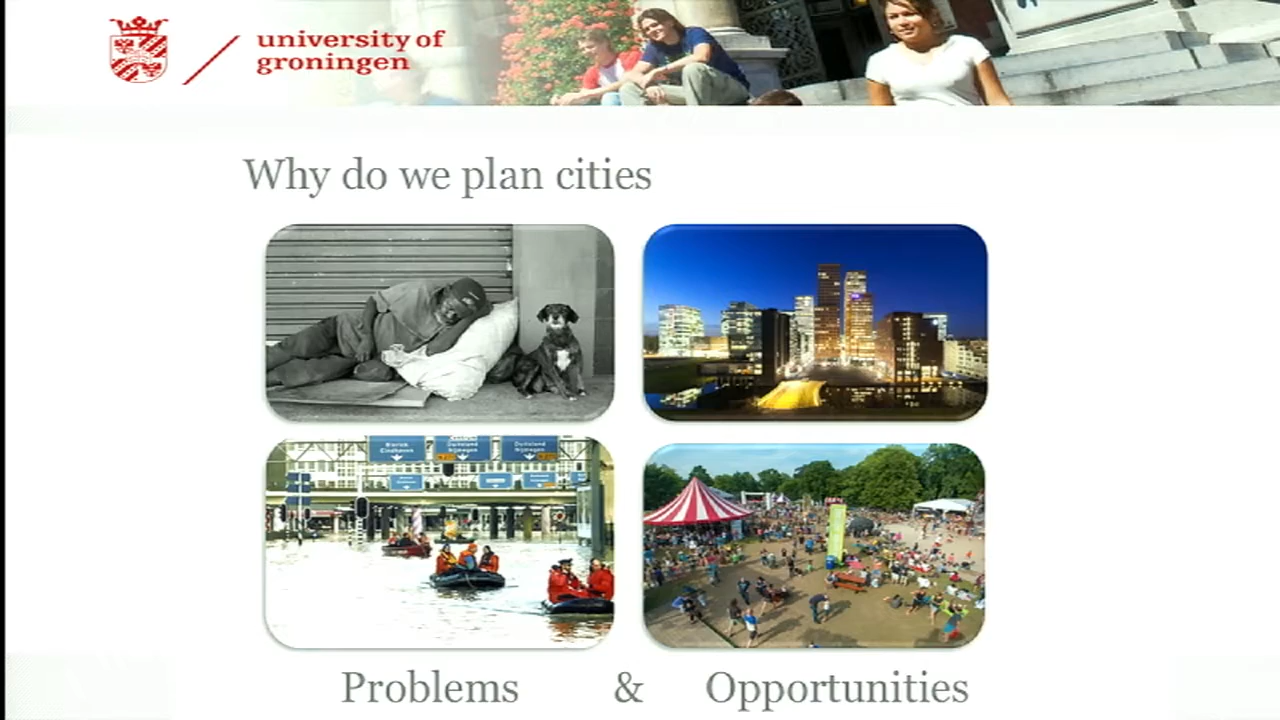 university of
groningen
Why do we plan cities
Problems & Opportunities